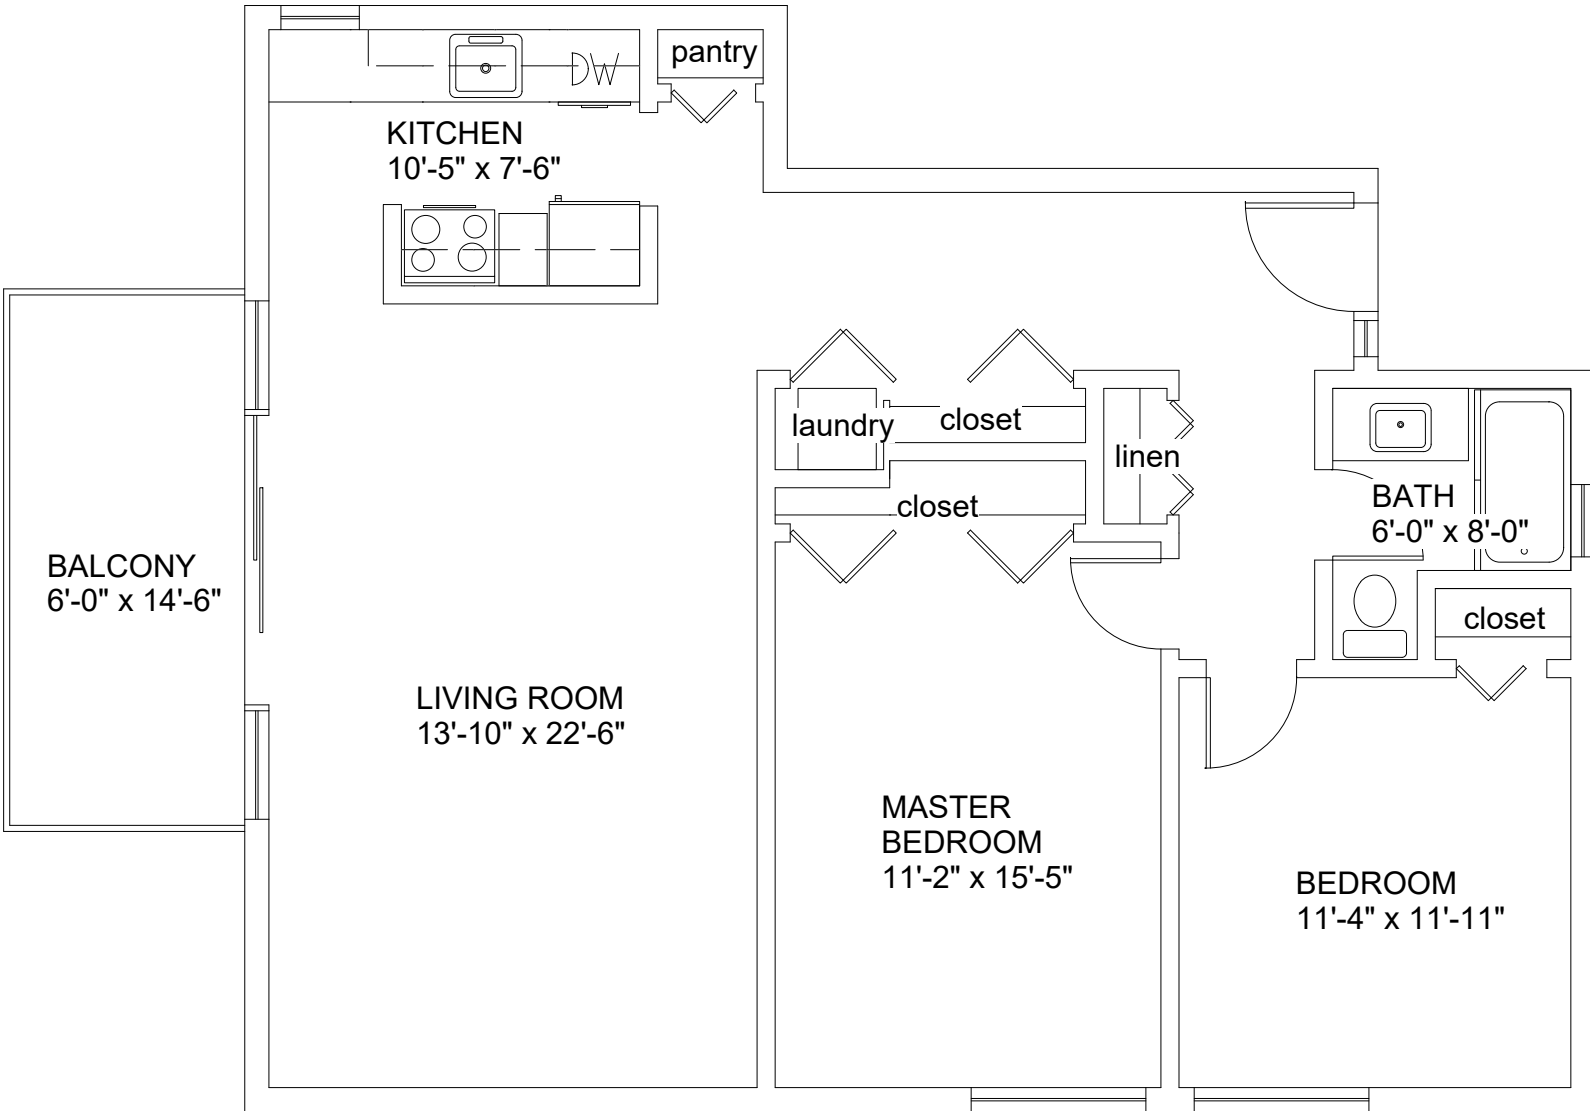 pantry
DW
KITCHEN
10'-5" x 7'-6"
laundry
closet
linen
closet
BATH
6'-0" x 8'-0"
BALCONY
6'-0" x 14'-6"
closet
LIVING ROOM
13'-10" x 22'-6"
MASTER
BEDROOM
11'-2" x 15'-5"
BEDROOM
11'-4" x 11'-11"